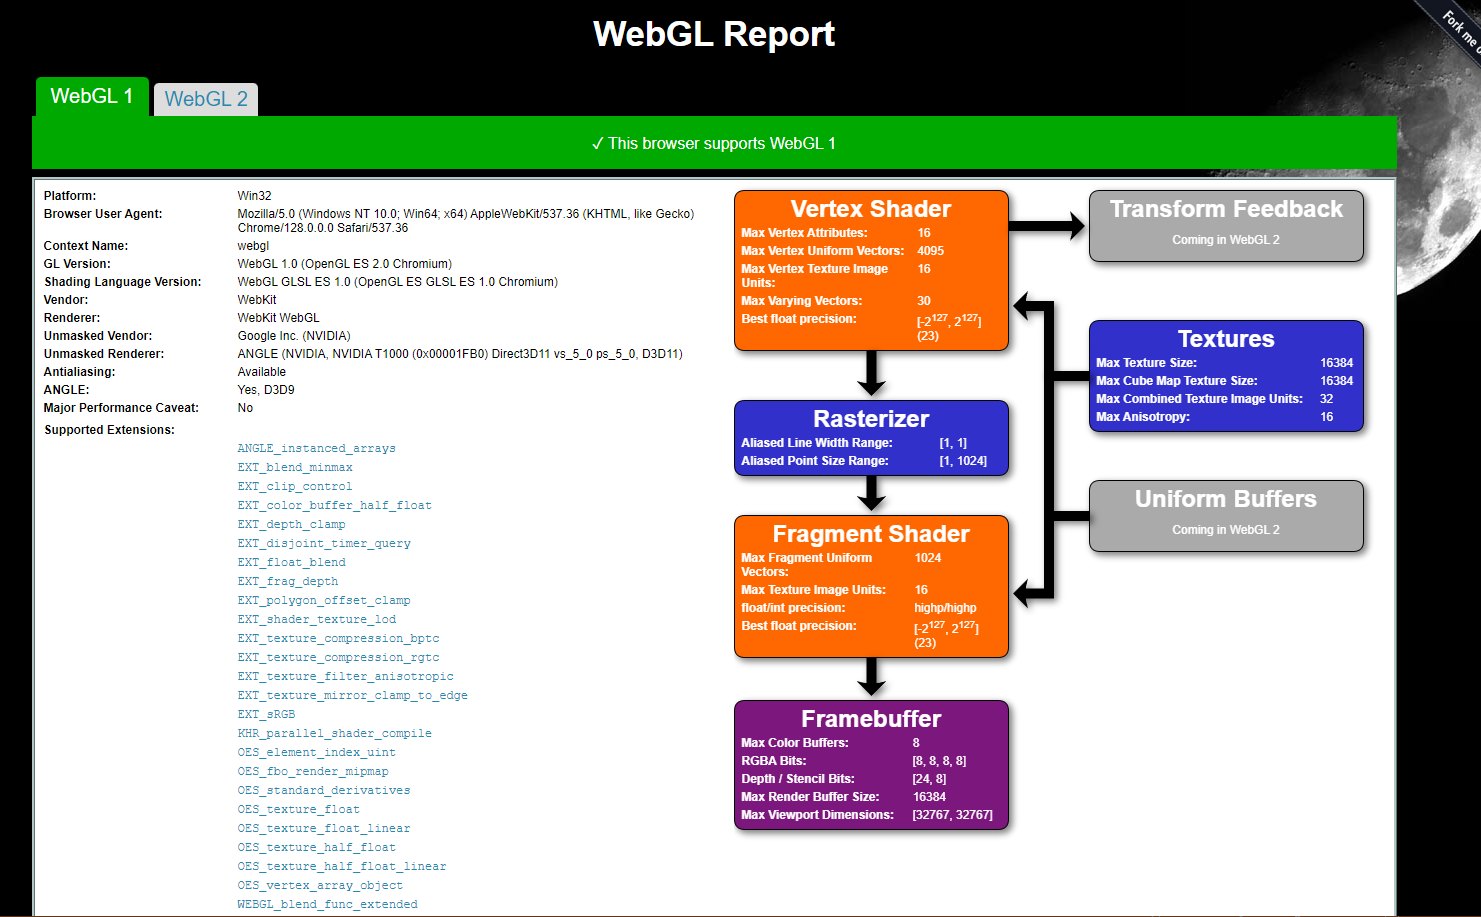 WebGL Report
Fork me
WebGL 1
WebGL 2
✓ This browser supports WebGL 1
Platform: Win32
Browser User Agent: Mozilla/5.0 (Windows NT 10.0; Win64; x64) AppleWebKit/537.36 (KHTML, like Gecko)
Chrome/128.0.0.0 Safari/537.36
Context Name: webgl
GL Version: WebGL 1.0 (OpenGL ES 2.0 Chromium)
Shading Language Version: WebGL GLSL ES 1.0 (OpenGL ES GLSL ES 1.0 Chromium)
Vendor: WebKit
Renderer: WebKit WebGL
Unmasked Vendor: Google Inc. (NVIDIA)
Unmasked Renderer: ANGLE (NVIDIA, NVIDIA T1000 (0x00001FB0) Direct3D11 vs_5_0 ps_5_0, D3D11)
Antialiasing: Available
ANGLE: Yes, D3D9
Major Performance Caveat: No
Supported Extensions:
ANGLE_instanced_arrays
EXT_blend_minmax
EXT_clip_control
EXT_color_buffer_half_float
EXT_depth_clamp
EXT_disjoint_timer_query
EXT_float_blend
EXT_frag_depth
EXT_polygon_offset_clamp
EXT_shader_texture_lod
EXT_texture_compression_bptc
EXT_texture_compression_rgtc
EXT_texture_filter_anisotropic
EXT_texture_mirror_clamp_to_edge
EXT_sRGB
KHR_parallel_shader_compile
OES_element_index_uint
OES_fbo_render_mipmap
OES_standard_derivatives
OES_texture_float
OES_texture_float_linear
OES_texture_half_float
OES_texture_half_float_linear
OES_vertex_array_object
WEBGL_blend_func_extended
Vertex Shader
Max Vertex Attributes: 16
Max Vertex Uniform Vectors: 4095
Max Vertex Texture Image 16
Units:
Max Varying Vectors: 30
Best float precision: [-2¹²⁷, 2¹²⁷]
(23)
Rasterizer
Aliased Line Width Range: [1, 1]
Aliased Point Size Range: [1, 1024]
Fragment Shader
Max Fragment Uniform 1024
Vectors:
Max Texture Image Units: 16
float/int precision: highp/highp
Best float precision: [-2¹²⁷, 2¹²⁷]
(23)
Framebuffer
Max Color Buffers: 8
RGBA Bits: [8, 8, 8, 8]
Depth / Stencil Bits: [24, 8]
Max Render Buffer Size: 16384
Max Viewport Dimensions: [32767, 32767]
Transform Feedback
Coming in WebGL 2
Textures
Max Texture Size: 16384
Max Cube Map Texture Size: 16384
Max Combined Texture Image Units: 32
Max Anisotropy: 16
Uniform Buffers
Coming in WebGL 2